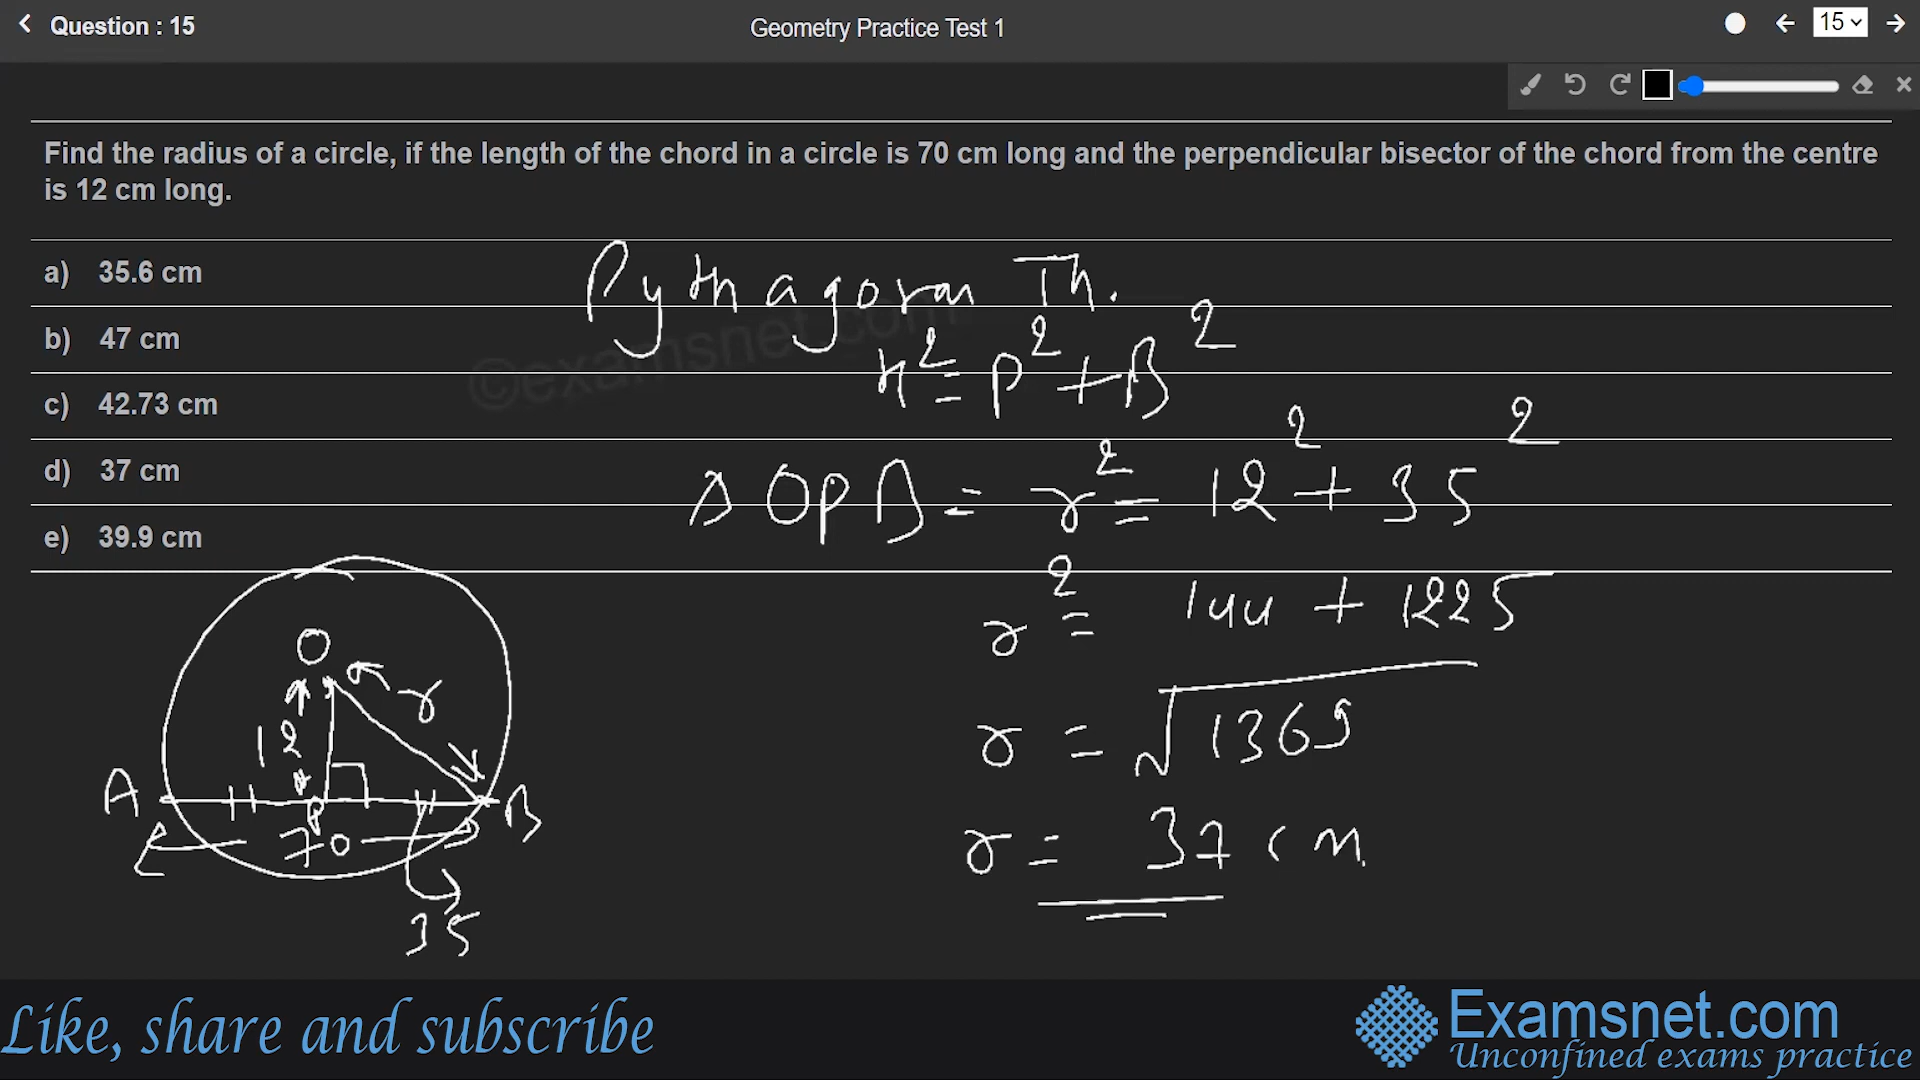 Question : 15
Geometry Practice Test 1
15
Find the radius of a circle, if the length of the chord in a circle is 70 cm long and the perpendicular bisector of the chord from the centre
is 12 cm long.
a) 35.6 cm
b) 47 cm
c) 42.73 cm
d) 37 cm
e) 39.9 cm
©examsnet.com
Pythagoran Th.
H² = P² + B²
Δ OPB = r² = 12² + 35²
r² = 144 + 1225
r = √1369
r = 37 cm.
O
r
12
A
P
B
70
35
Like, share and subscribe
Examsnet.com
Unconfined exams practice